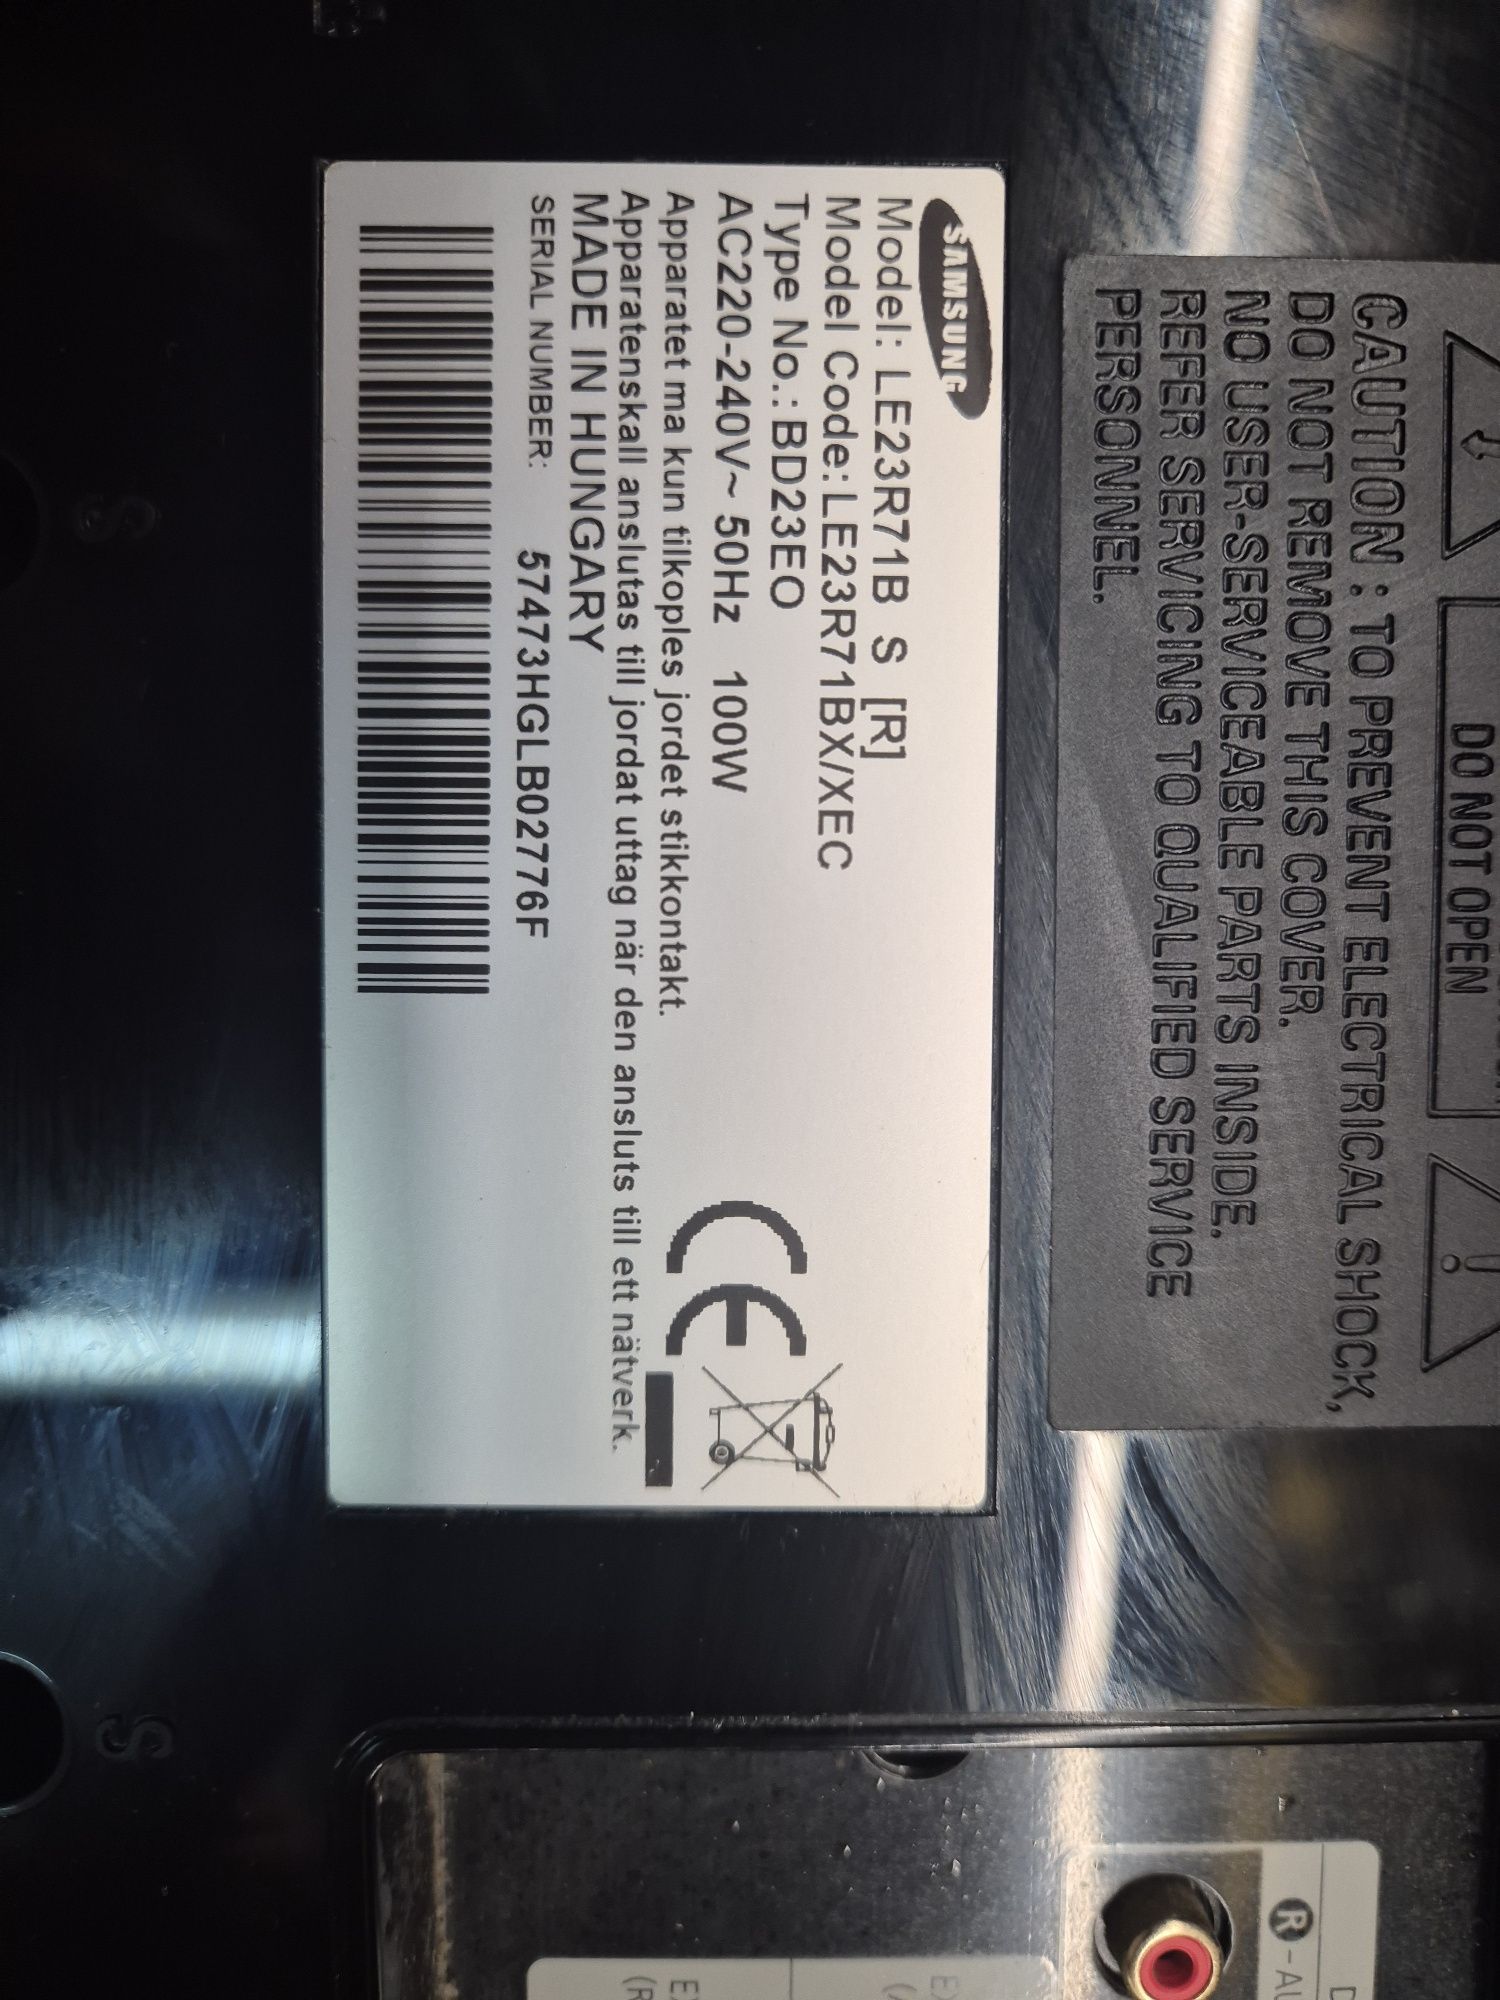 DO NOT OPEN
CAUTION : TO PREVENT ELECTRICAL SHOCK,
DO NOT REMOVE THIS COVER.
NO USER-SERVICEABLE PARTS INSIDE.
REFER SERVICING TO QUALIFIED SERVICE
PERSONNEL.
SAMSUNG
Model: LE23R71B S [R]
Model Code:LE23R71BX/XEC
Type No.: BD23EO
AC220-240V~ 50Hz 100W
Apparatet ma kun tilkoples jordet stikkontakt.
Apparatenskall anslutas till jordat uttag när den ansluts till ett nätverk.
MADE IN HUNGARY
SERIAL NUMBER: 57473HGLB02776F
CE
S
S
R